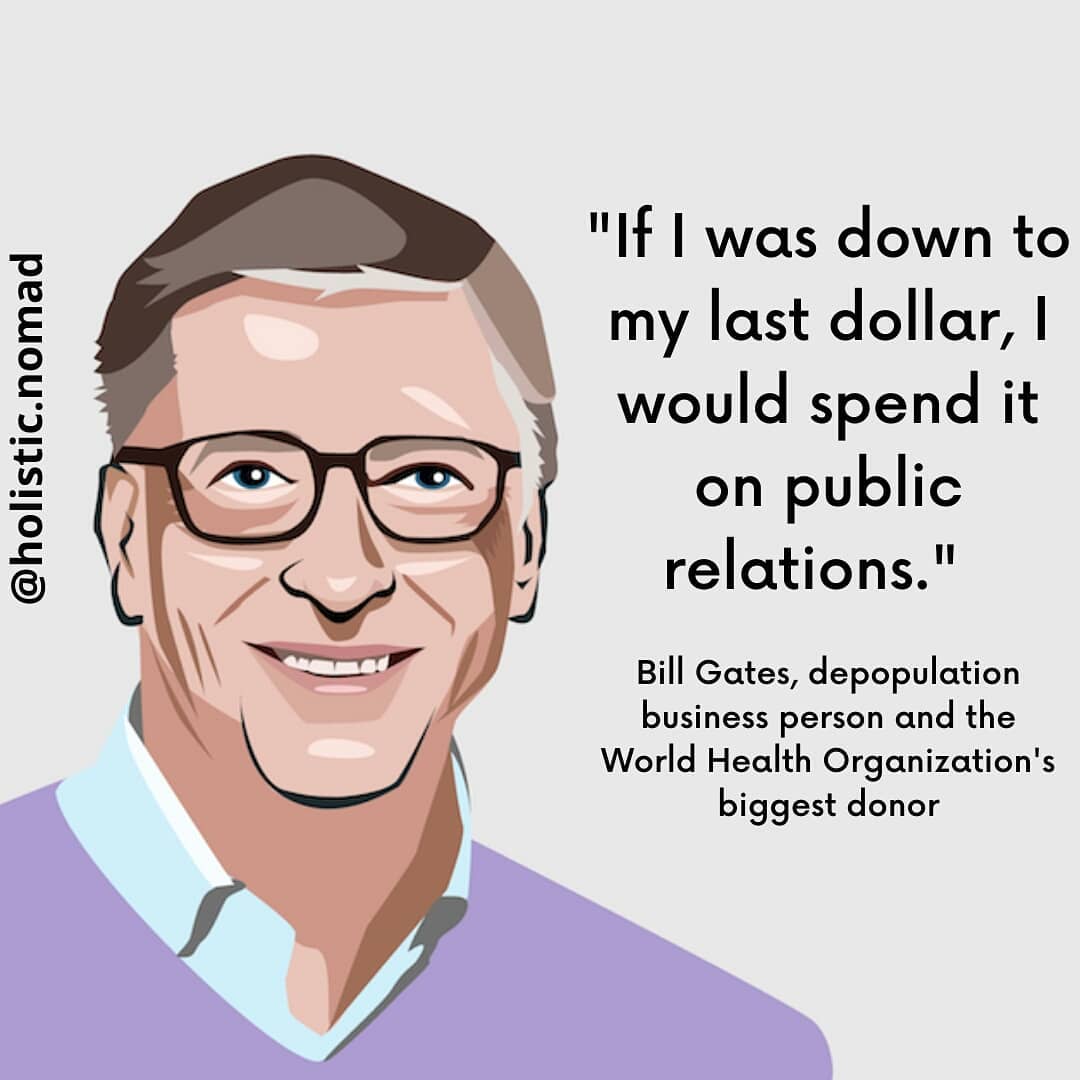 @holistic.nomad
"If I was down to
my last dollar, I
would spend it
on public
relations."
Bill Gates, depopulation
business person and the
World Health Organization's
biggest donor